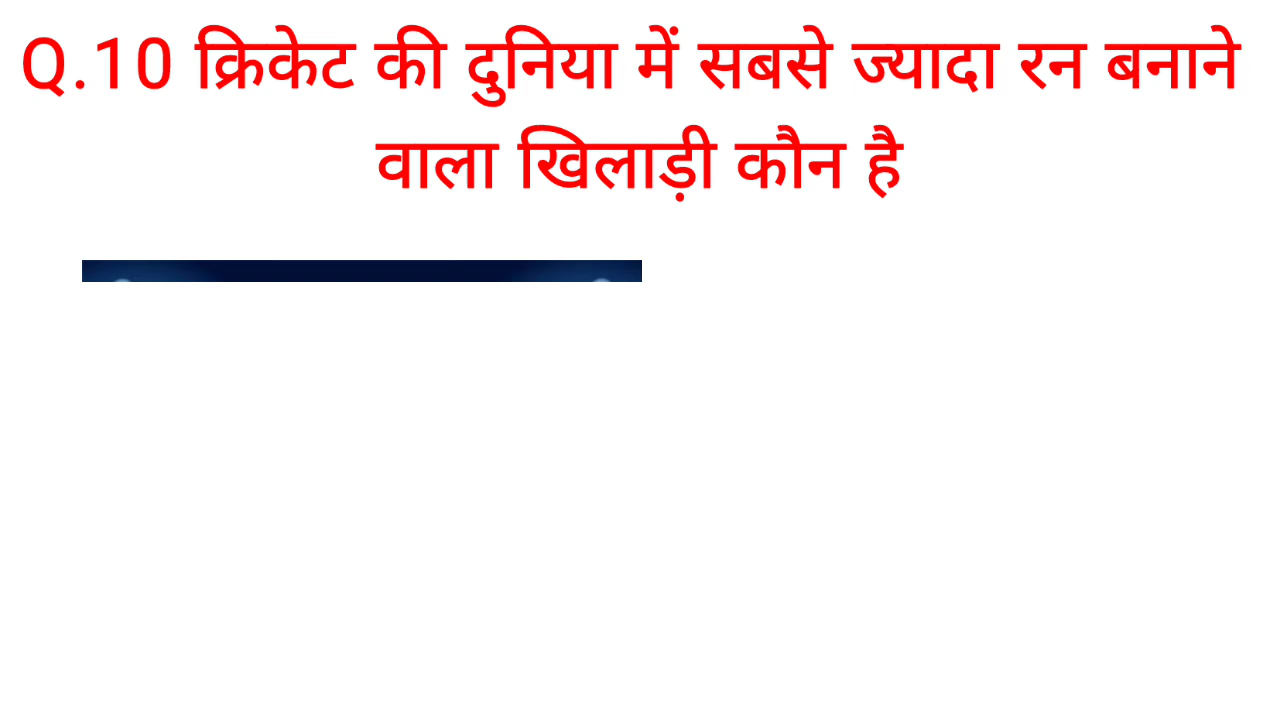 Q.10 क्रिकेट की दुनिया में सबसे ज्यादा रन बनाने
वाला खिलाड़ी कौन है